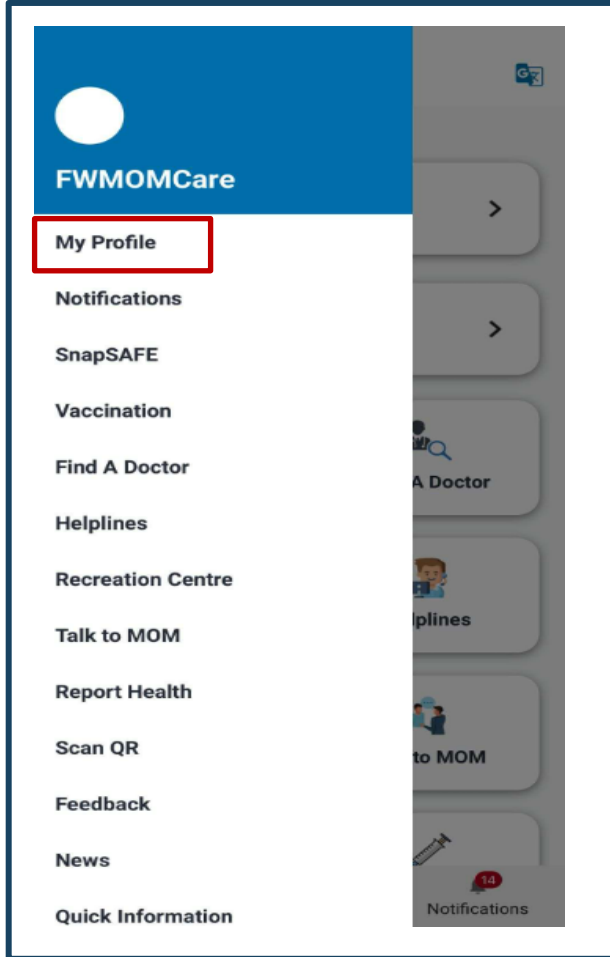 FWMOMCare
My Profile
Notifications
SnapSAFE
Vaccination
Find A Doctor
Helplines
Recreation Centre
Talk to MOM
Report Health
Scan QR
Feedback
News
Quick Information
A Doctor
lplines
to MOM
14
Notifications